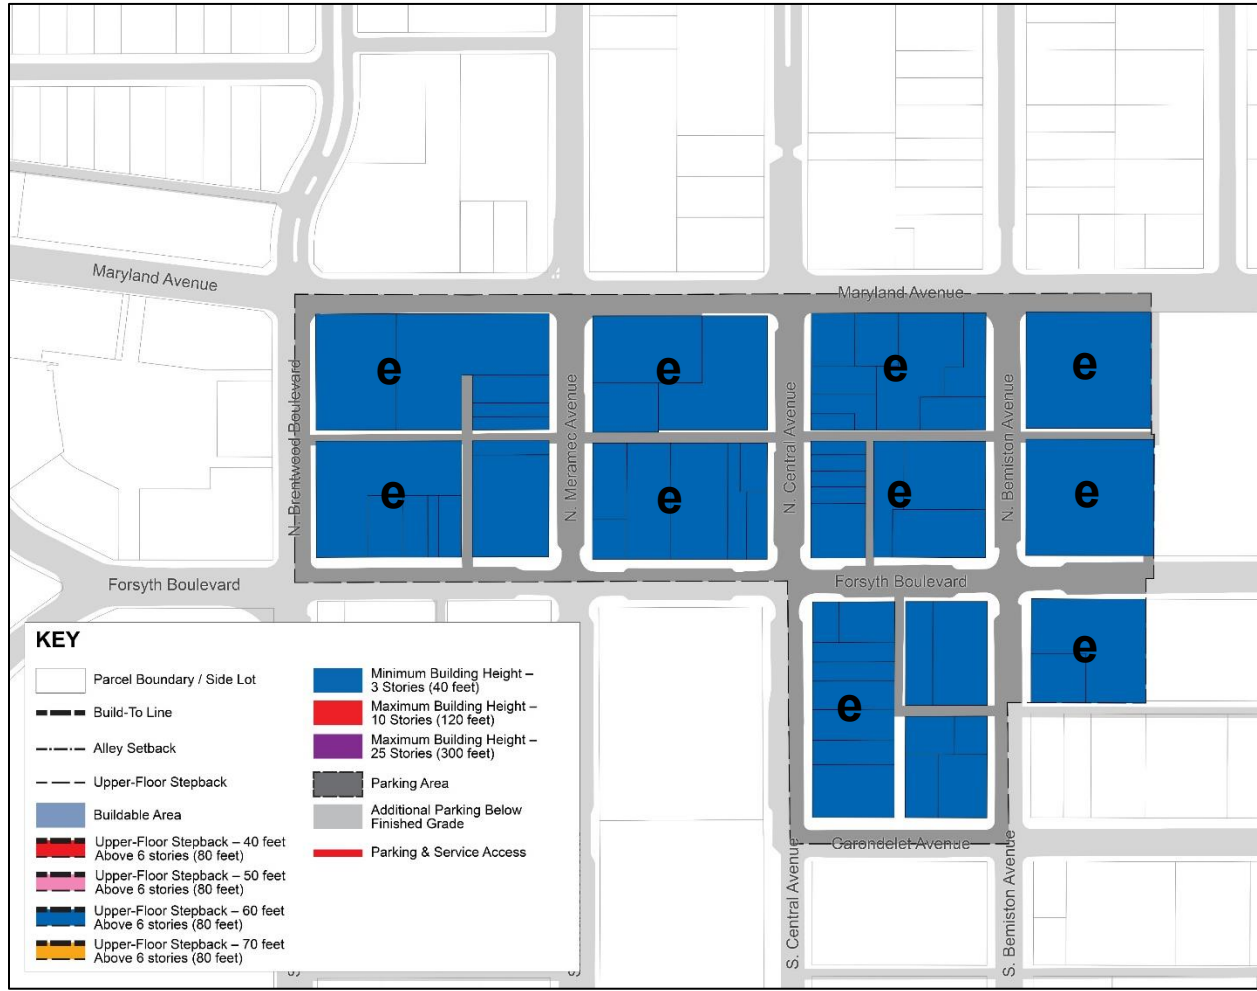 Maryland Avenue
Maryland Avenue
N. Brentwood Boulevard
e
e
e
e
N. Meramec Avenue
N. Central Avenue
N. Bemiston Avenue
e
e
e
e
Forsyth Boulevard
Forsyth Boulevard
e
e
Carondelet Avenue
S. Central Avenue
S. Bemiston Avenue
KEY
Parcel Boundary / Side Lot
Build-To Line
Alley Setback
Upper-Floor Stepback
Buildable Area
Upper-Floor Stepback – 40 feet
Above 6 stories (80 feet)
Upper-Floor Stepback – 50 feet
Above 6 stories (80 feet)
Upper-Floor Stepback – 60 feet
Above 6 stories (80 feet)
Upper-Floor Stepback – 70 feet
Above 6 stories (80 feet)
Minimum Building Height –
3 Stories (40 feet)
Maximum Building Height –
10 Stories (120 feet)
Maximum Building Height –
25 Stories (300 feet)
Parking Area
Additional Parking Below
Finished Grade
Parking & Service Access